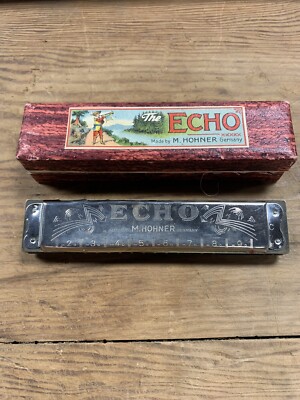 The ECHO
Made by M. HOHNER, Germany
ECHO
M. HOHNER
2 3 4 5 6 7 8 9